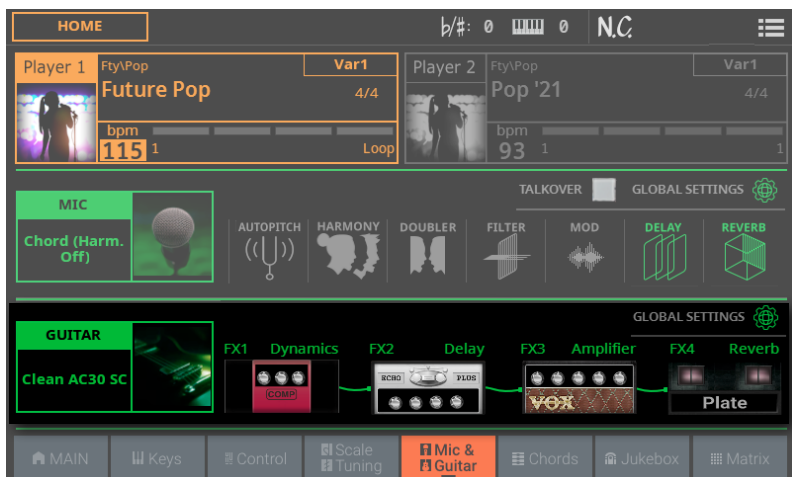 HOME
b/#: 0 0 N.C.
Player 1 Fty\Pop Var1
Future Pop 4/4
bpm
115 1 Loop
Player 2 Fty\Pop Var1
Pop '21 4/4
bpm
93 1 1
TALKOVER GLOBAL SETTINGS
MIC
Chord (Harm.
Off)
AUTOPITCH HARMONY DOUBLER FILTER MOD DELAY REVERB
GLOBAL SETTINGS
GUITAR
Clean AC30 SC
FX1 Dynamics FX2 Delay FX3 Amplifier FX4 Reverb
COMP
ECHO PLUS
VOX
Plate
MAIN Keys Control Scale Tuning Mic & Guitar Chords Jukebox Matrix